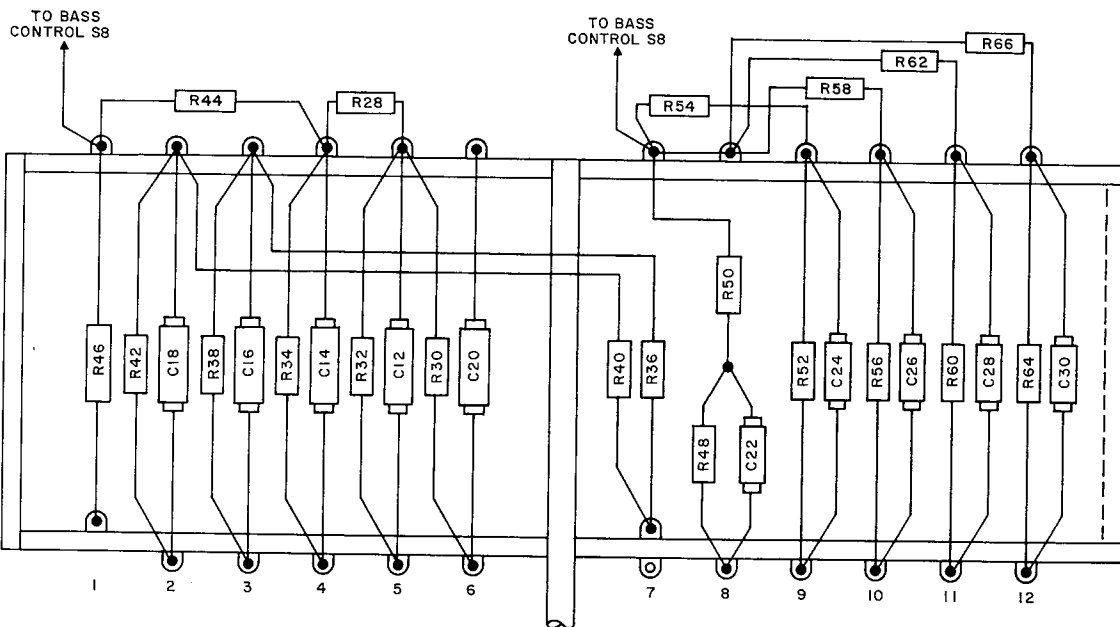 TO BASS
CONTROL S8
TO BASS
CONTROL S8
R66
R62
R58
R54
R44
R28
R50
R46
R42
C18
R38
C16
R34
C14
R32
C12
R30
C20
R40
R36
R52
C24
R56
C26
R60
C28
R64
C30
R48
C22
1
2
3
4
5
6
7
8
9
10
11
12